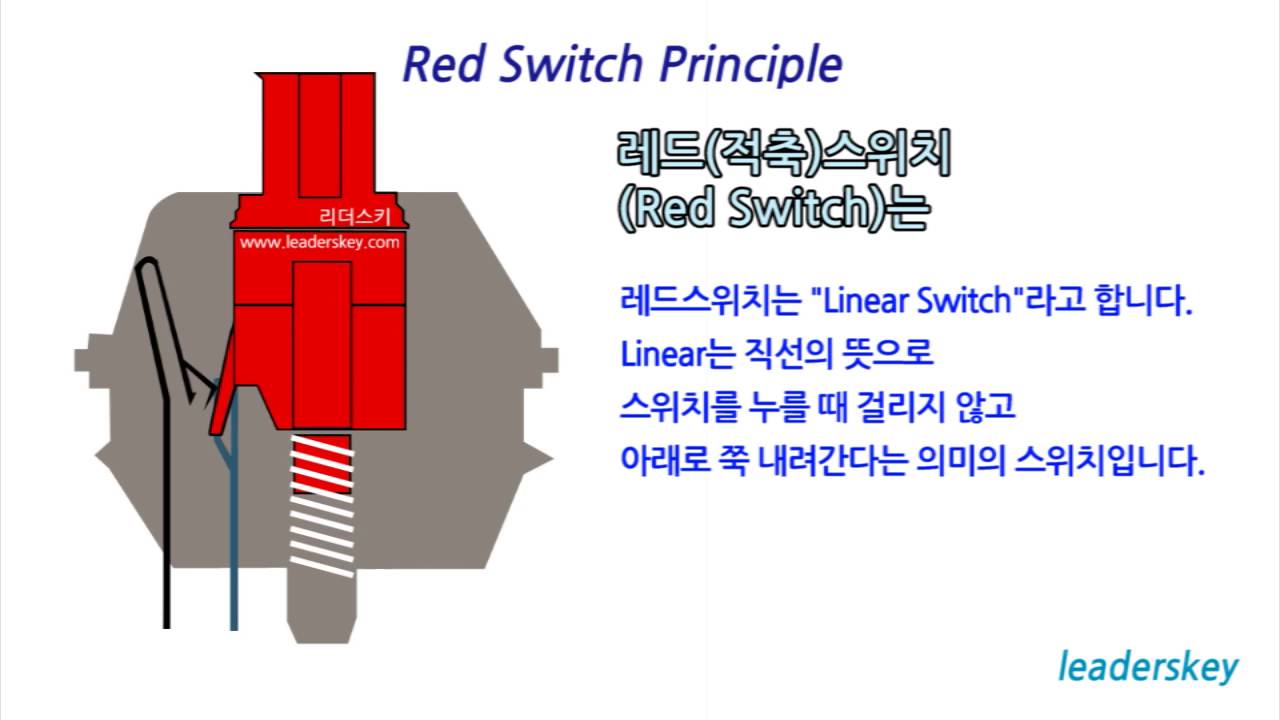 Red Switch Principle
레드(적축)스위치
(Red Switch)는
리더스키
www.leaderskey.com
레드스위치는 "Linear Switch"라고 합니다.
Linear는 직선의 뜻으로
스위치를 누를 때 걸리지 않고
아래로 쭉 내려간다는 의미의 스위치입니다.
leaderskey